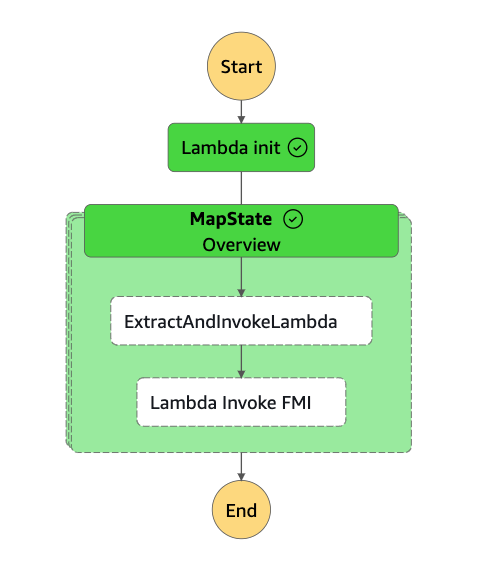 Start
Lambda init
MapState
Overview
ExtractAndInvokeLambda
Lambda Invoke FMI
End